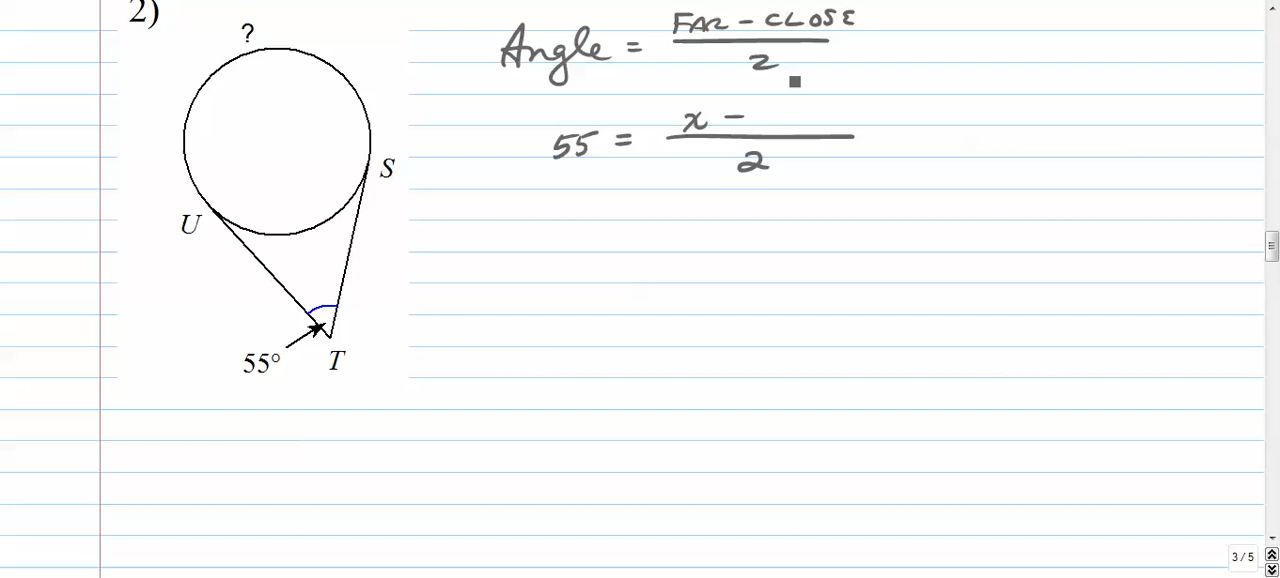 2)
?
Angle = FAR - CLOSE
2
55 = x -
2
S
U
55°
T
3 / 5